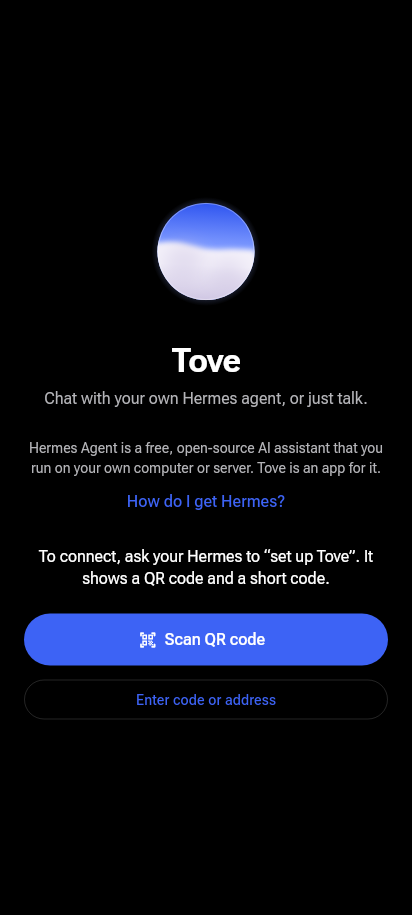 Tove
Chat with your own Hermes agent, or just talk.
Hermes Agent is a free, open-source AI assistant that you
run on your own computer or server. Tove is an app for it.
How do I get Hermes?
To connect, ask your Hermes to “set up Tove”. It
shows a QR code and a short code.
Scan QR code
Enter code or address